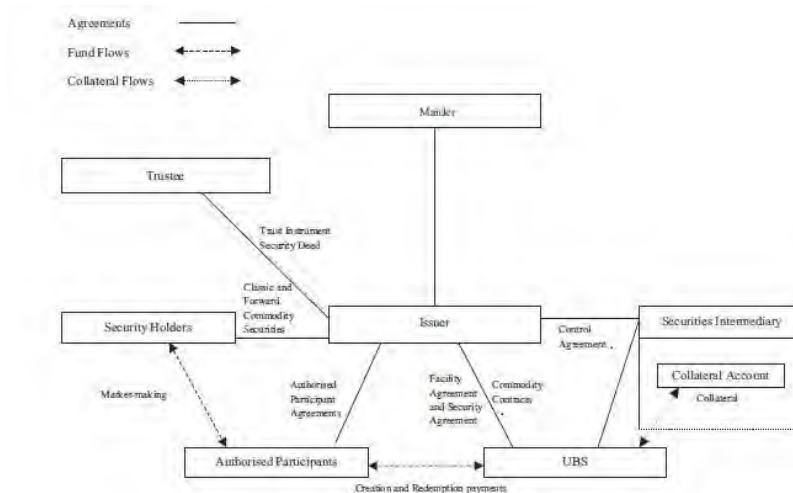 Agreements
Fund Flows
Collateral Flows
Trustee
Trust Instrument
Security Deed
Classic and
Forward
Commodity
Securities
Security Holders
Issuer
Control
Agreement
Securities Intermediary
Collateral Account
Collateral
Market-making
Authorised
Participant
Agreements
Facility
Agreement
and Security
Agreement
Commodity
Contracts
Authorised Participants
UBS
Creation and Redemption payments